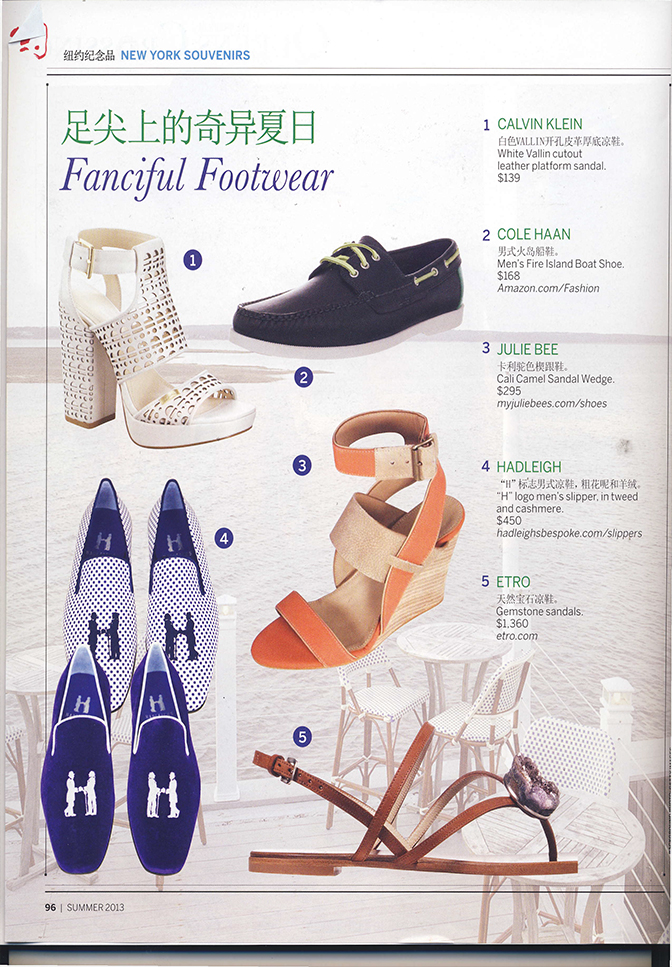 纽约纪念品 NEW YORK SOUVENIRS
足尖上的奇异夏日
Fanciful Footwear
1 CALVIN KLEIN
白色VALLIN开孔皮革厚底凉鞋。
White Vallin cutout
leather platform sandal.
$139
2 COLE HAAN
男式火岛船鞋。
Men's Fire Island Boat Shoe.
$168
Amazon.com/Fashion
3 JULIE BEE
卡利驼色楔跟鞋。
Cali Camel Sandal Wedge.
$295
myjuliebees.com/shoes
4 HADLEIGH
“H”标志男式凉鞋，粗花呢和羊绒。
“H” logo men's slipper, in tweed
and cashmere.
$450
hadleighsbespoke.com/slippers
5 ETRO
天然宝石凉鞋。
Gemstone sandals.
$1,360
etro.com
1
2
3
4
5
H
H
H
H
H
96 | SUMMER 2013